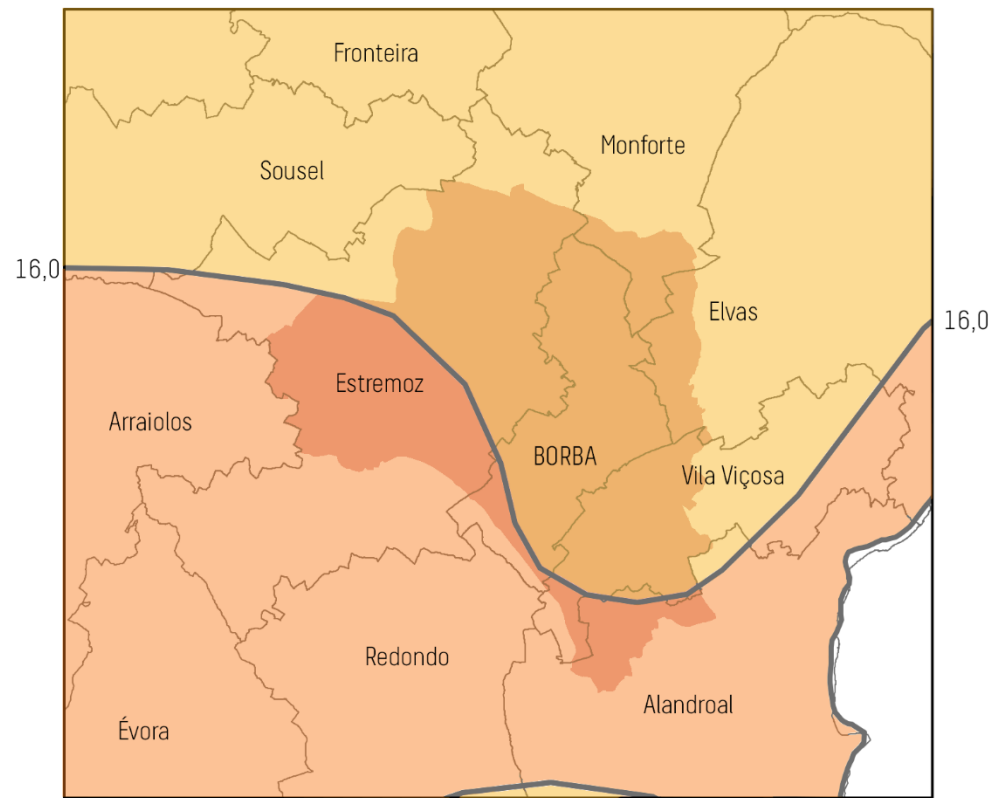 Fronteira
Monforte
Sousel
16,0
Elvas
16,0
Estremoz
Arraiolos
BORBA
Vila Viçosa
Redondo
Alandroal
Évora